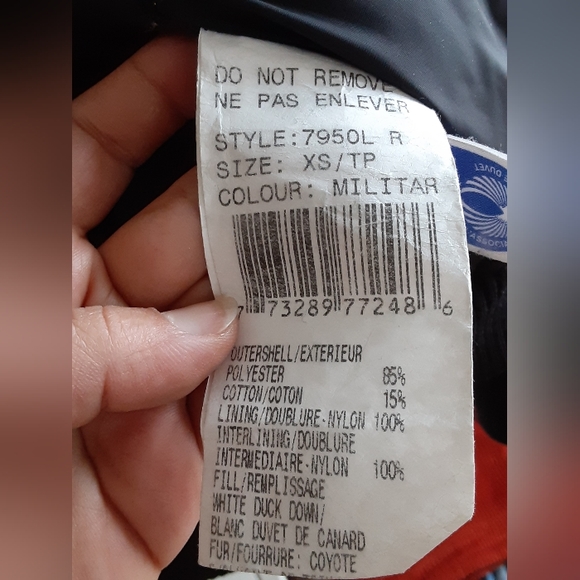 DO NOT REMOVE
NE PAS ENLEVER
STYLE:7950L R
SIZE: XS/TP
COLOUR: MILITAR
7 73289 77248 6
OUTERSHELL/EXTERIEUR
POLYESTER 85%
COTTON/COTON 15%
LINING/DOUBLURE-NYLON 100%
INTERLINING/DOUBLURE
INTERMEDIAIRE-NYLON 100%
FILL/REMPLISSAGE
WHITE DUCK DOWN/
BLANC DUVET DE CANARD
FUR/FOURRURE: COYOTE
DUVET